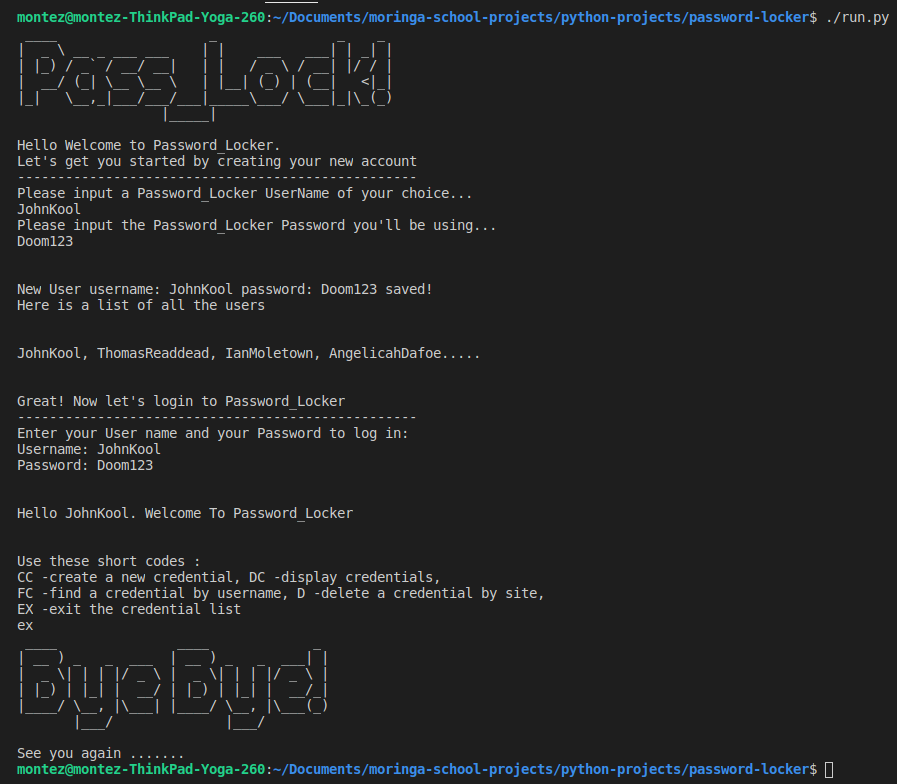 montez@montez-ThinkPad-Yoga-260:~/Documents/moringa-school-projects/python-projects/password-locker$ ./run.py
Pass_Lock!
Hello Welcome to Password_Locker.
Let's get you started by creating your new account
--------------------------------------------------
Please input a Password_Locker UserName of your choice...
JohnKool
Please input the Password_Locker Password you'll be using...
Doom123
New User username: JohnKool password: Doom123 saved!
Here is a list of all the users
JohnKool, ThomasReaddead, IanMoletown, AngelicahDafoe.....
Great! Now let's login to Password_Locker
--------------------------------------------------
Enter your User name and your Password to log in:
Username: JohnKool
Password: Doom123
Hello JohnKool. Welcome To Password_Locker
Use these short codes :
CC -create a new credential, DC -display credentials,
FC -find a credential by username, D -delete a credential by site,
EX -exit the credential list
ex
Bye Bye!
See you again .......
montez@montez-ThinkPad-Yoga-260:~/Documents/moringa-school-projects/python-projects/password-locker$